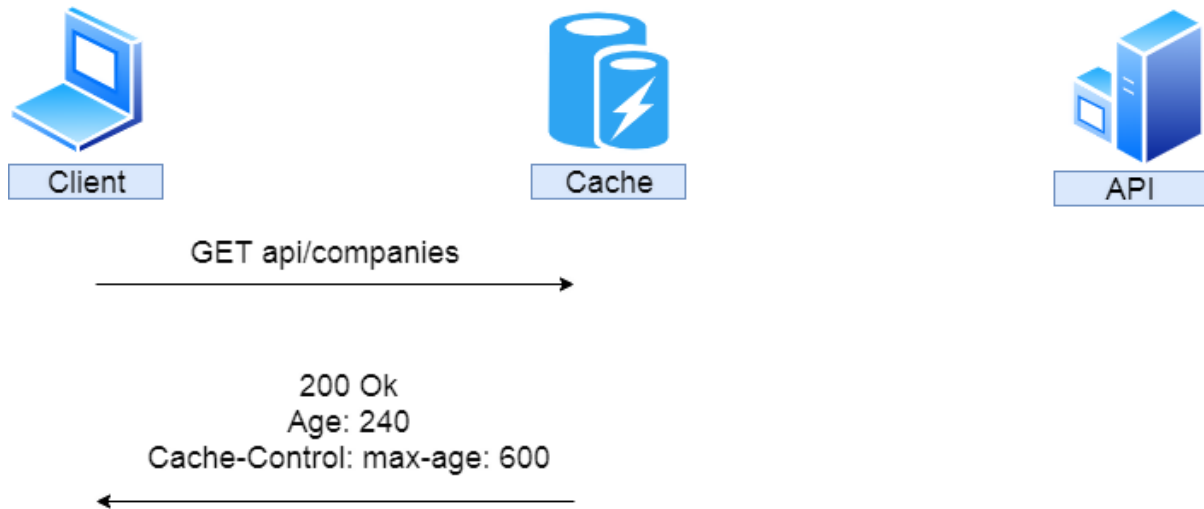 Client
Cache
API
GET api/companies
200 Ok
Age: 240
Cache-Control: max-age: 600